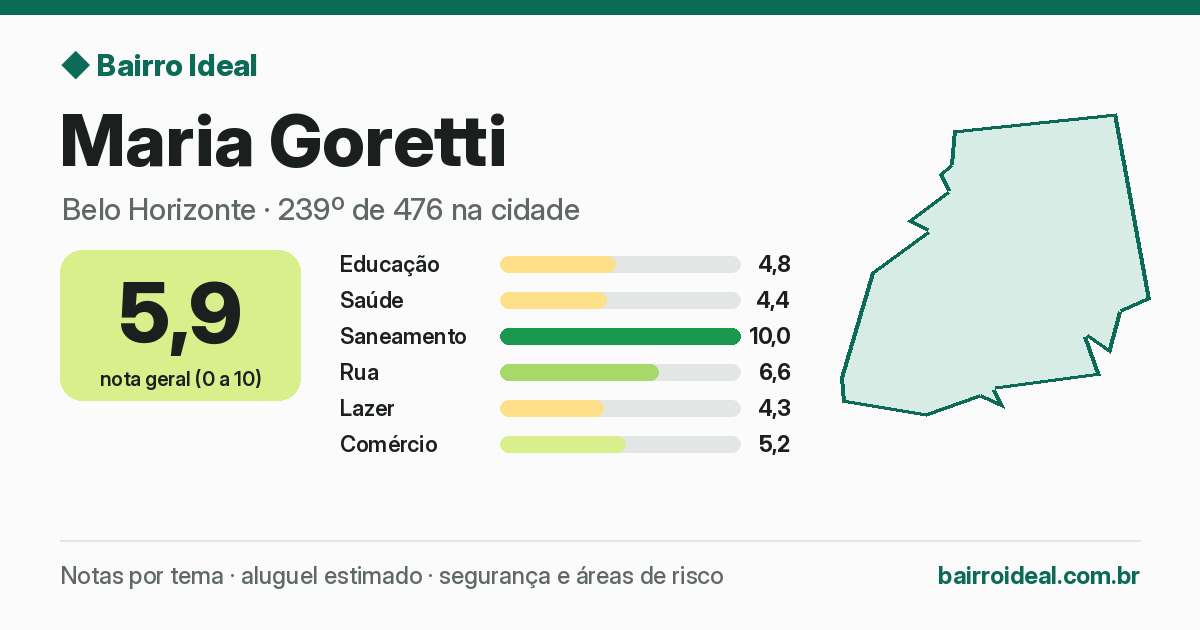 Bairro Ideal
Maria Goretti
Belo Horizonte · 239º de 476 na cidade
5,9
nota geral (0 a 10)
Educação 4,8
Saúde 4,4
Saneamento 10,0
Rua 6,6
Lazer 4,3
Comércio 5,2
Notas por tema · aluguel estimado · segurança e áreas de risco
bairroideal.com.br